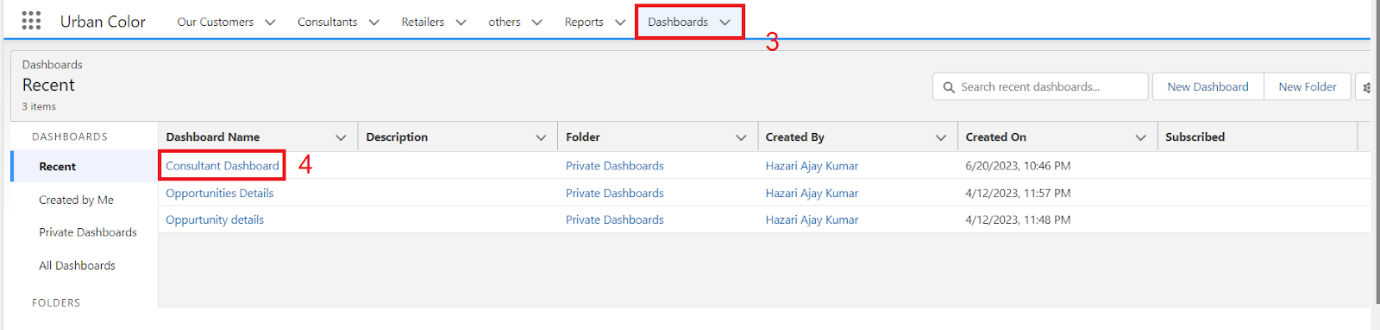 Urban Color Our Customers Consultants Retailers others Reports Dashboards
3
Dashboards
Recent
3 items
Search recent dashboards... New Dashboard New Folder
DASHBOARDS Dashboard Name Description Folder Created By Created On Subscribed
Recent Consultant Dashboard 4 Private Dashboards Hazari Ajay Kumar 6/20/2023, 10:46 PM
Opportunities Details Private Dashboards Hazari Ajay Kumar 4/12/2023, 11:57 PM
Created by Me
Oppurtunity details Private Dashboards Hazari Ajay Kumar 4/12/2023, 11:48 PM
Private Dashboards
All Dashboards
FOLDERS